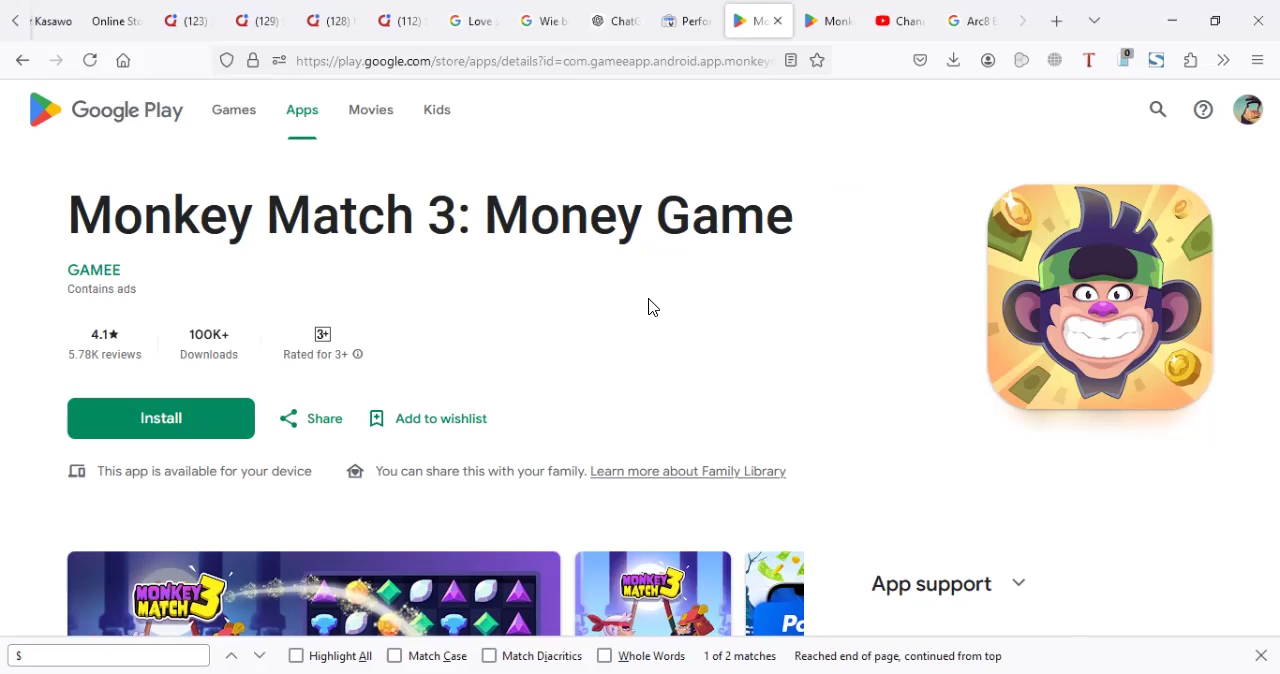 Kasawo Online Sto (123) (129) (128) (112) Love s Wie b ChatG Perfo Mo Monk Chan Arc8 E
https://play.google.com/store/apps/details?id=com.gameeapp.android.app.monkeym
Google Play Games Apps Movies Kids
Monkey Match 3: Money Game
GAMEE
Contains ads
4.1★ 100K+ 3+
5.78K reviews Downloads Rated for 3+
Install Share Add to wishlist
This app is available for your device You can share this with your family. Learn more about Family Library
MONKEY MATCH 3
MONKEY MATCH 3
App support
$ Highlight All Match Case Match Diacritics Whole Words 1 of 2 matches Reached end of page, continued from top